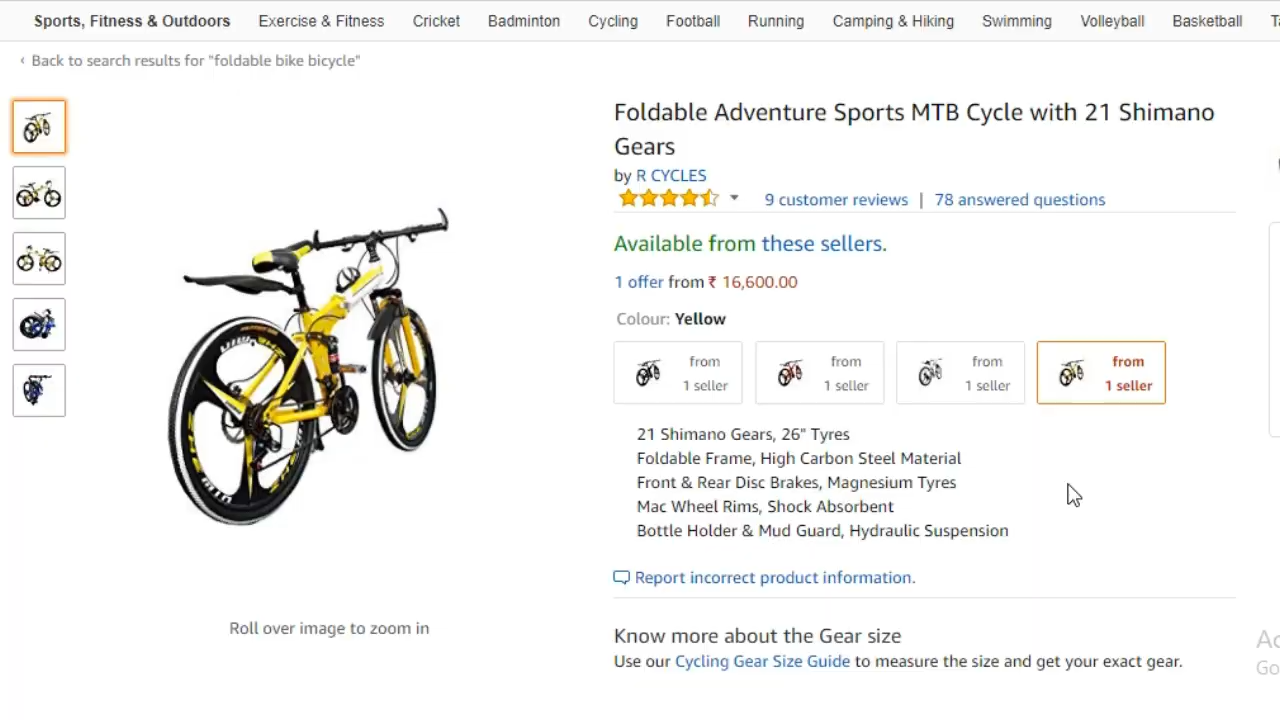 Sports, Fitness & Outdoors Exercise & Fitness Cricket Badminton Cycling Football Running Camping & Hiking Swimming Volleyball Basketball
‹ Back to search results for "foldable bike bicycle"
Foldable Adventure Sports MTB Cycle with 21 Shimano
Gears
by R CYCLES
9 customer reviews | 78 answered questions
Available from these sellers.
1 offer from ₹ 16,600.00
Colour: Yellow
from from from from
1 seller 1 seller 1 seller 1 seller
21 Shimano Gears, 26" Tyres
Foldable Frame, High Carbon Steel Material
Front & Rear Disc Brakes, Magnesium Tyres
Mac Wheel Rims, Shock Absorbent
Bottle Holder & Mud Guard, Hydraulic Suspension
Report incorrect product information.
Roll over image to zoom in
Know more about the Gear size
Use our Cycling Gear Size Guide to measure the size and get your exact gear.